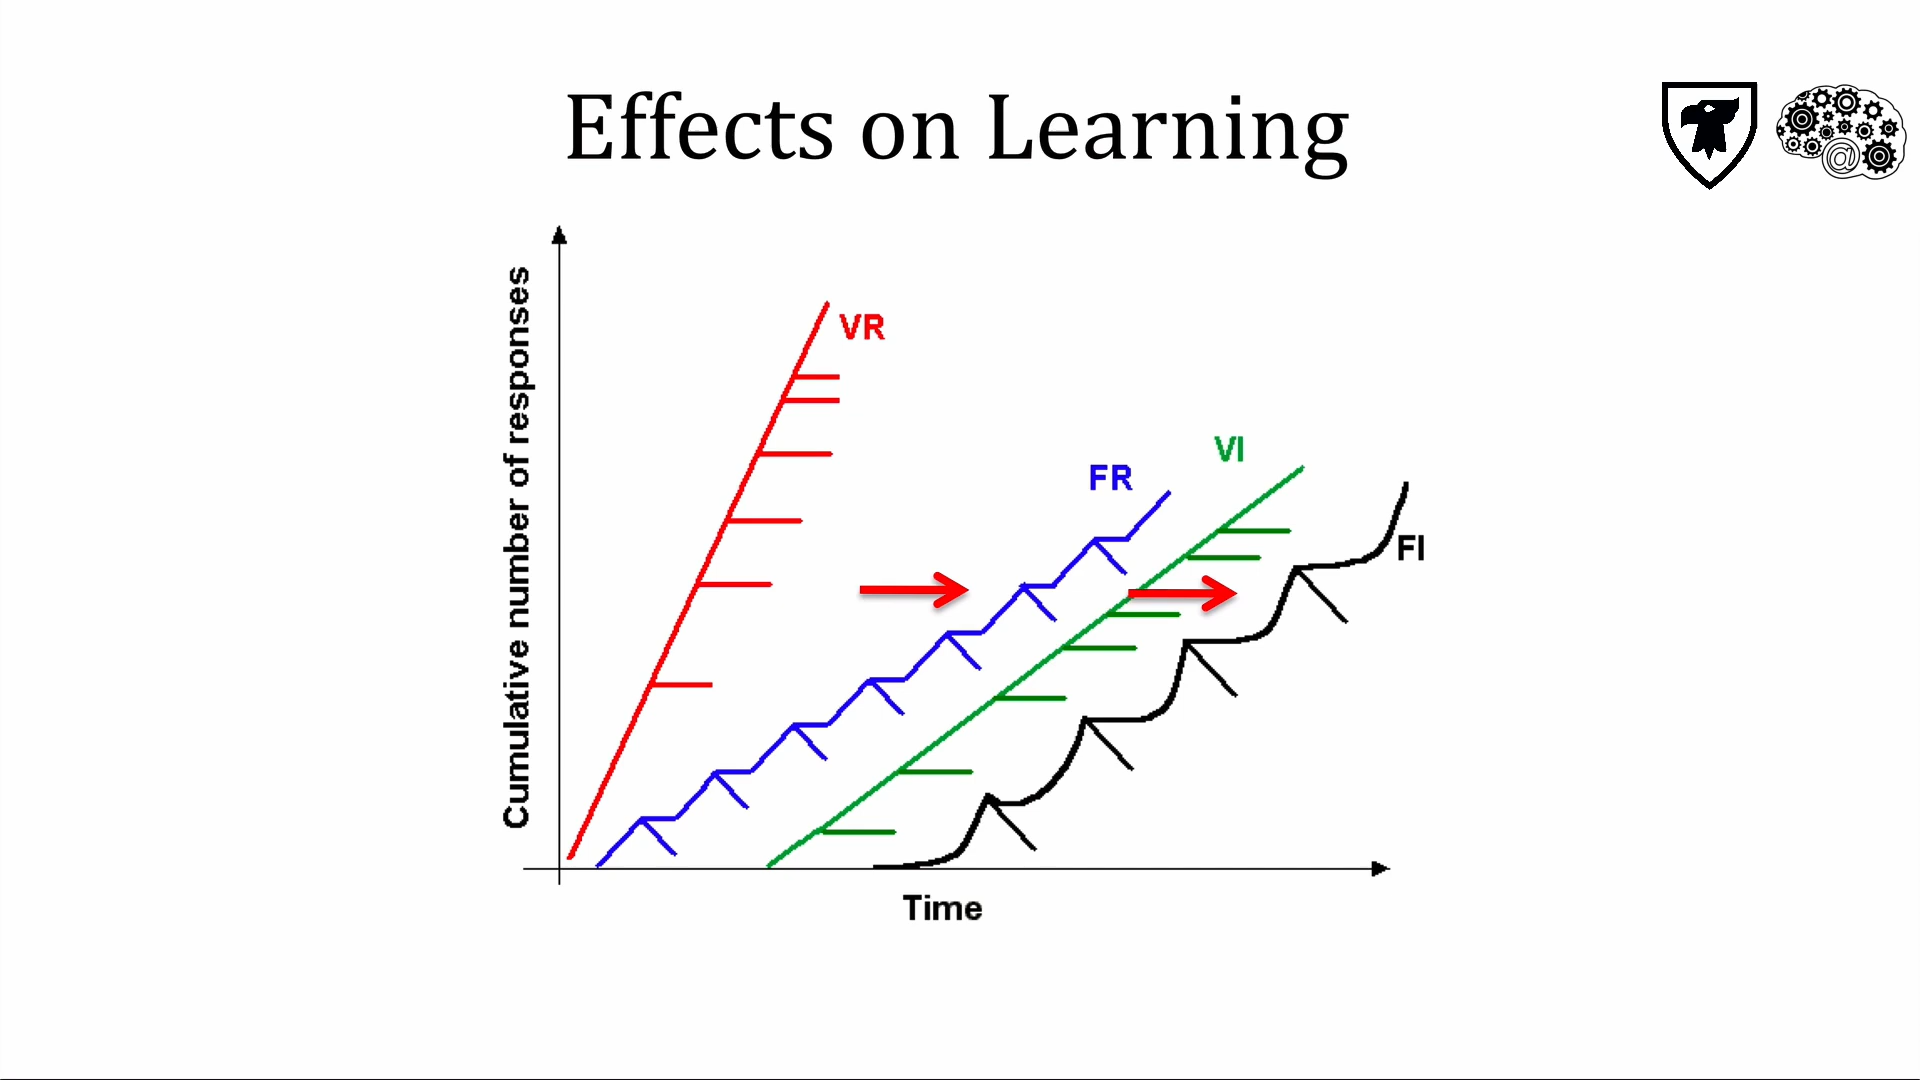 Effects on Learning
@
Cumulative number of responses
VR
FR
VI
FI
Time